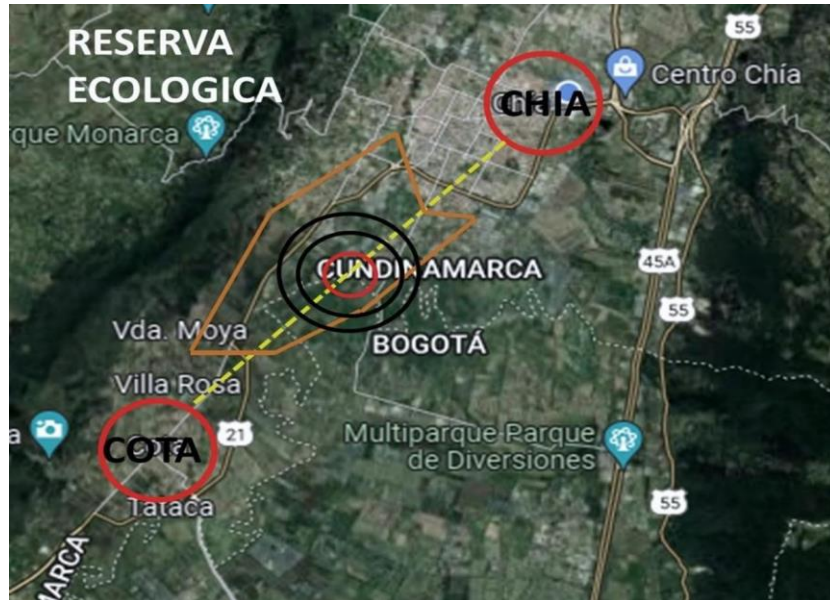 RESERVA
ECOLOGICA
55
Centro Chía
rque Monarca
CHIA
CUNDINAMARCA
45A
55
Vda. Moya
BOGOTÁ
Villa Rosa
a
COTA
21
Multiparque Parque
de Diversiones
Tataca
55
MARCA